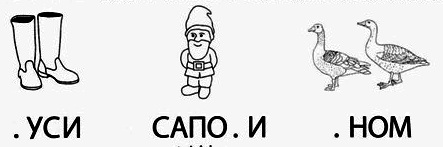 . УСИ САПО . И . НОМ